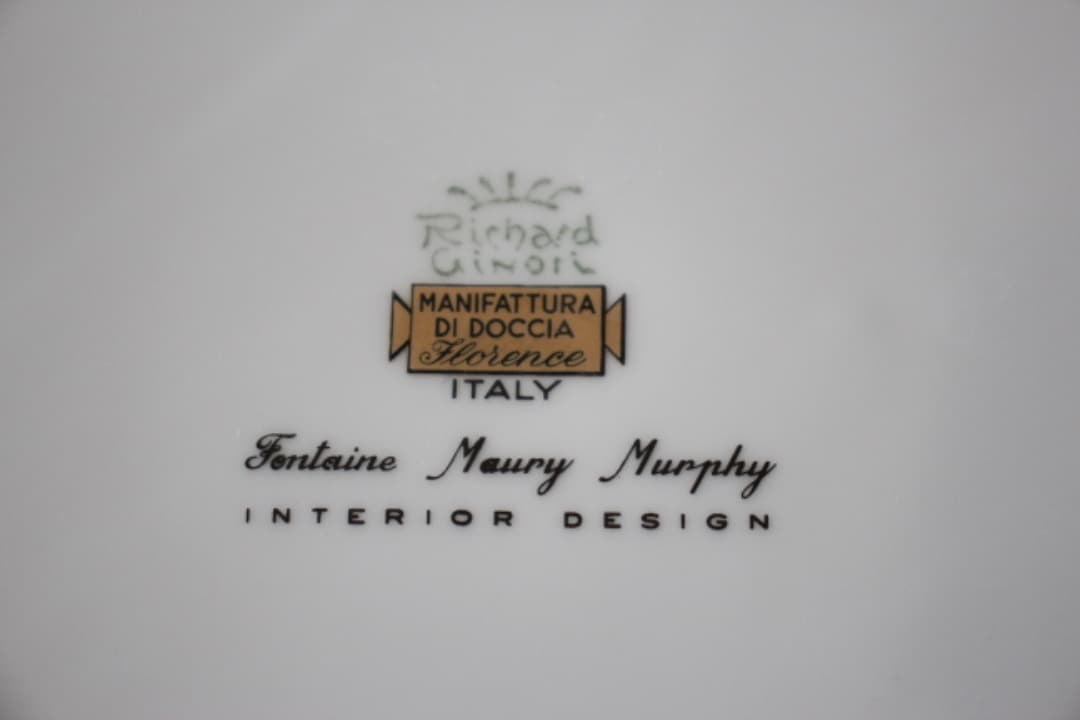 Richard
Ginori
MANIFATTURA
DI DOCCIA
Florence
ITALY
Fontaine Maury Murphy
INTERIOR DESIGN